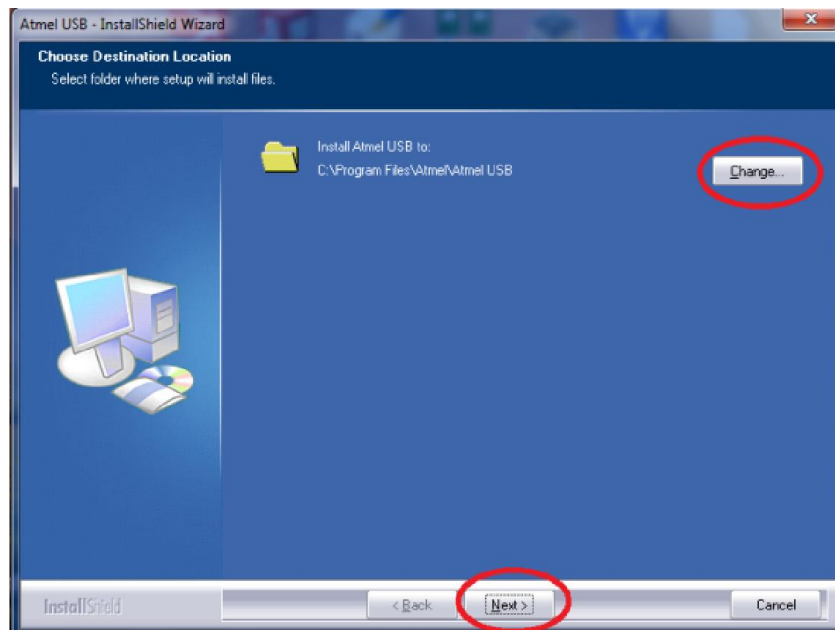 Atmel USB - InstallShield Wizard
Choose Destination Location
Select folder where setup will install files.
Install Atmel USB to:
C:\Program Files\Atmel\Atmel USB
Change...
InstallShield
< Back
Next >
Cancel